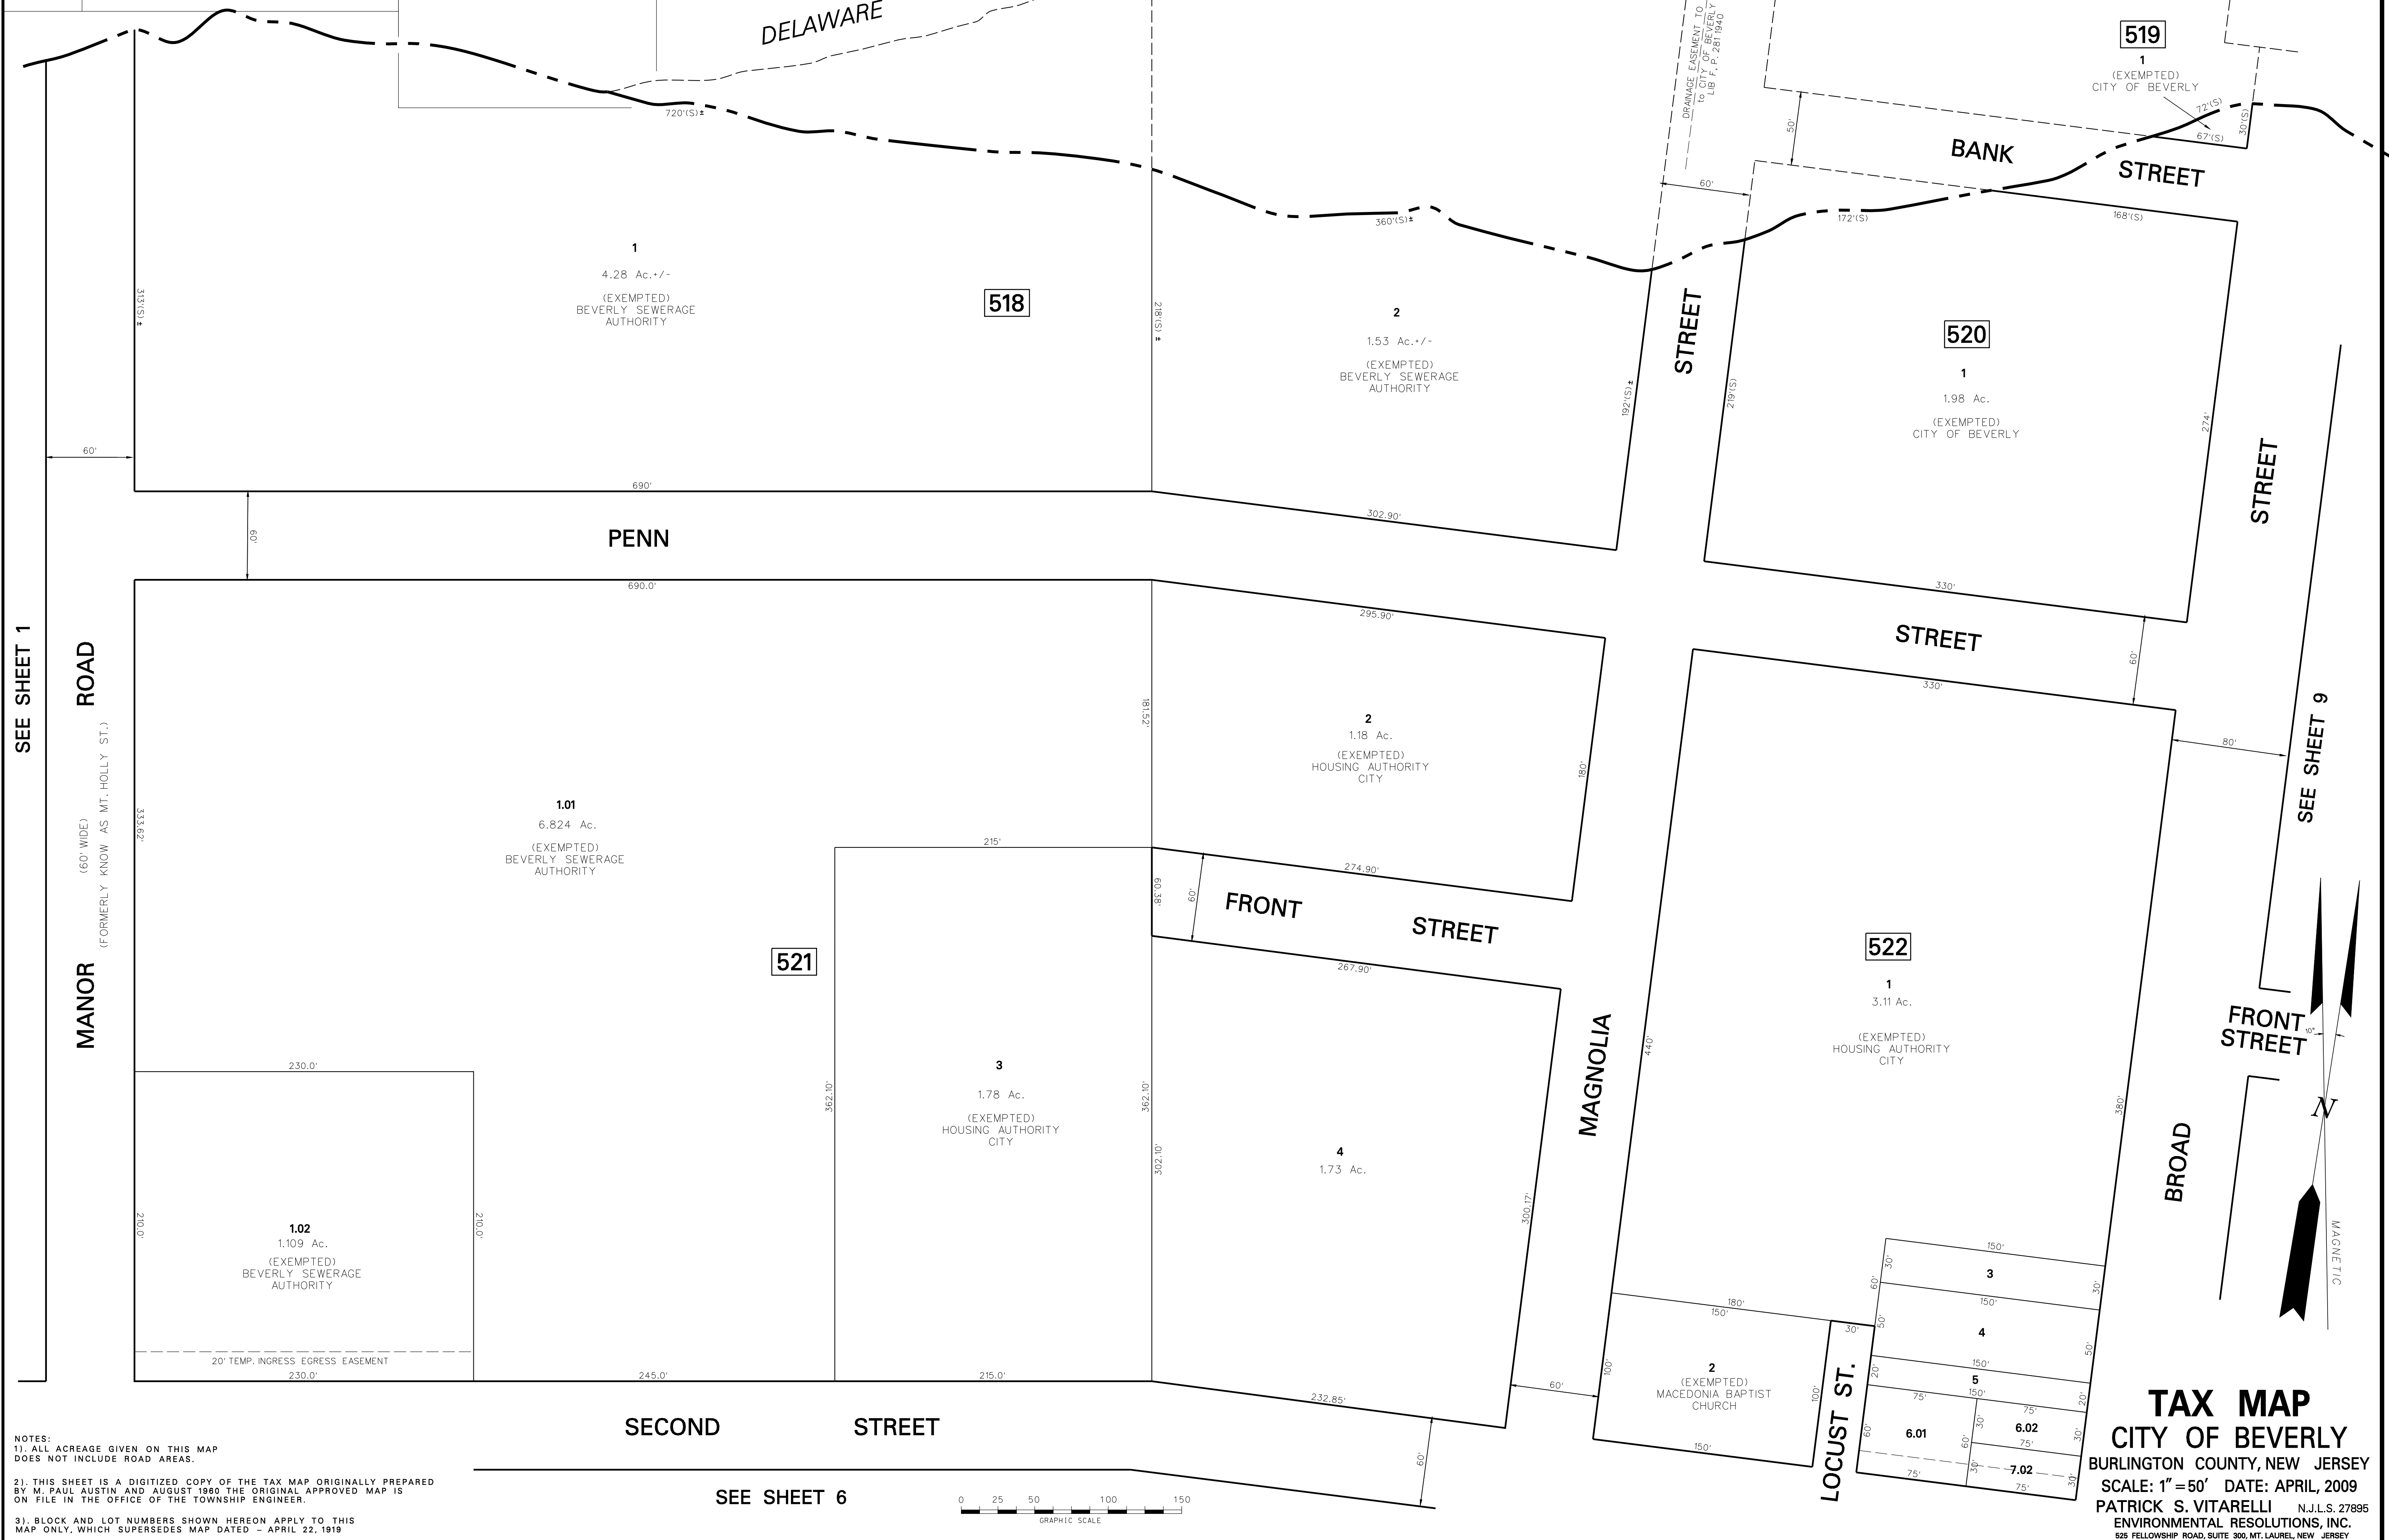 DELAWARE
DRAINAGE EASEMENT TO
to CITY OF BEVERLY
LIB F, P. 281 1940
519
1
(EXEMPTED)
CITY OF BEVERLY
72'(S)
67'(S)
30'(S)
720'(S)±
50'
BANK
STREET
60'
360'(S)±
172'(S)
168'(S)
1
4.28 Ac.+/-
(EXEMPTED)
BEVERLY SEWERAGE
AUTHORITY
518
313'(S) ±
218'(S) ±
2
1.53 Ac.+/-
(EXEMPTED)
BEVERLY SEWERAGE
AUTHORITY
192'(S)±
STREET
219'(S)
520
1
1.98 Ac.
(EXEMPTED)
CITY OF BEVERLY
274'
STREET
60'
690'
302.90'
60'
PENN
330'
STREET
60'
690.0'
295.90'
330'
80'
SEE SHEET 1
MANOR
ROAD
(60' WIDE)
(FORMERLY KNOW AS MT. HOLLY ST.)
333.62'
1.01
6.824 Ac.
(EXEMPTED)
BEVERLY SEWERAGE
AUTHORITY
181.52'
2
1.18 Ac.
(EXEMPTED)
HOUSING AUTHORITY
CITY
180'
SEE SHEET 9
215'
274.90'
60.38'
60'
FRONT
STREET
267.90'
521
522
1
3.11 Ac.
(EXEMPTED)
HOUSING AUTHORITY
CITY
440'
380'
MAGNOLIA
FRONT
STREET
10°
N
MAGNETIC
BROAD
230.0'
3
1.78 Ac.
(EXEMPTED)
HOUSING AUTHORITY
CITY
362.10'
362.10'
302.10'
4
1.73 Ac.
300.17'
210.0'
210.0'
1.02
1.109 Ac.
(EXEMPTED)
BEVERLY SEWERAGE
AUTHORITY
20' TEMP. INGRESS EGRESS EASEMENT
230.0'
245.0'
215.0'
232.85'
60'
60'
150'
30'
3
30'
60'
150'
180'
150'
30'
50'
4
50'
100'
2
(EXEMPTED)
MACEDONIA BAPTIST
CHURCH
100'
150'
LOCUST ST.
150'
20'
5
20'
150'
75'
75'
60'
6.01
30'
60'
6.02
30'
75'
30'
7.02
30'
75'
75'
SECOND
STREET
SEE SHEET 6
0 25 50 100 150
GRAPHIC SCALE
NOTES:
1). ALL ACREAGE GIVEN ON THIS MAP
DOES NOT INCLUDE ROAD AREAS.
2). THIS SHEET IS A DIGITIZED COPY OF THE TAX MAP ORIGINALLY PREPARED
BY M. PAUL AUSTIN AND AUGUST 1960 THE ORIGINAL APPROVED MAP IS
ON FILE IN THE OFFICE OF THE TOWNSHIP ENGINEER.
3). BLOCK AND LOT NUMBERS SHOWN HEREON APPLY TO THIS
MAP ONLY, WHICH SUPERSEDES MAP DATED – APRIL 22, 1919
TAX MAP
CITY OF BEVERLY
BURLINGTON COUNTY, NEW JERSEY
SCALE: 1"=50' DATE: APRIL, 2009
PATRICK S. VITARELLI N.J.L.S. 27895
ENVIRONMENTAL RESOLUTIONS, INC.
525 FELLOWSHIP ROAD, SUITE 300, MT. LAUREL, NEW JERSEY